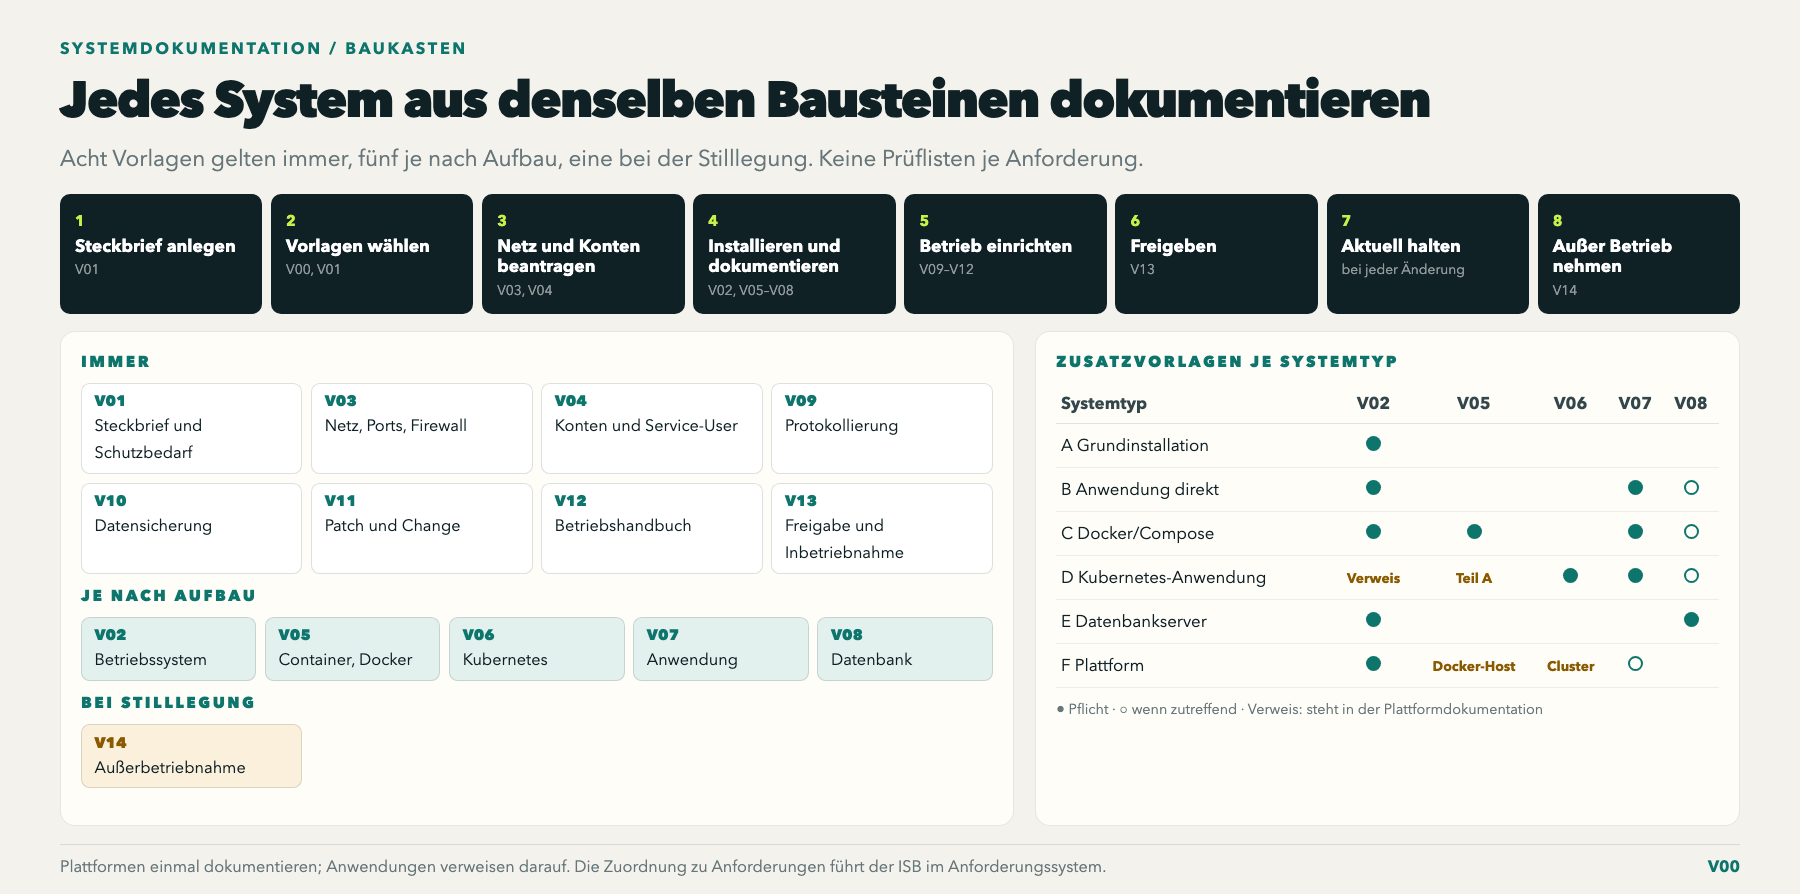 SYSTEMDOKUMENTATION / BAUKASTEN
Jedes System aus denselben Bausteinen dokumentieren
Acht Vorlagen gelten immer, fünf je nach Aufbau, eine bei der Stilllegung. Keine Prüflisten je Anforderung.
1
Steckbrief anlegen
V01
2
Vorlagen wählen
V00, V01
3
Netz und Konten
beantragen
V03, V04
4
Installieren und
dokumentieren
V02, V05–V08
5
Betrieb einrichten
V09–V12
6
Freigeben
V13
7
Aktuell halten
bei jeder Änderung
8
Außer Betrieb
nehmen
V14
IMMER
V01
Steckbrief und
Schutzbedarf
V03
Netz, Ports, Firewall
V04
Konten und Service-User
V09
Protokollierung
V10
Datensicherung
V11
Patch und Change
V12
Betriebshandbuch
V13
Freigabe und
Inbetriebnahme
JE NACH AUFBAU
V02
Betriebssystem
V05
Container, Docker
V06
Kubernetes
V07
Anwendung
V08
Datenbank
BEI STILLLEGUNG
V14
Außerbetriebnahme
ZUSATZVORLAGEN JE SYSTEMTYP
Systemtyp V02 V05 V06 V07 V08
A Grundinstallation ●
B Anwendung direkt ● ● ○
C Docker/Compose ● ● ● ○
D Kubernetes-Anwendung Verweis Teil A ● ● ○
E Datenbankserver ● ●
F Plattform ● Docker-Host Cluster ○
● Pflicht · ○ wenn zutreffend · Verweis: steht in der Plattformdokumentation
Plattformen einmal dokumentieren; Anwendungen verweisen darauf. Die Zuordnung zu Anforderungen führt der ISB im Anforderungssystem.
V00